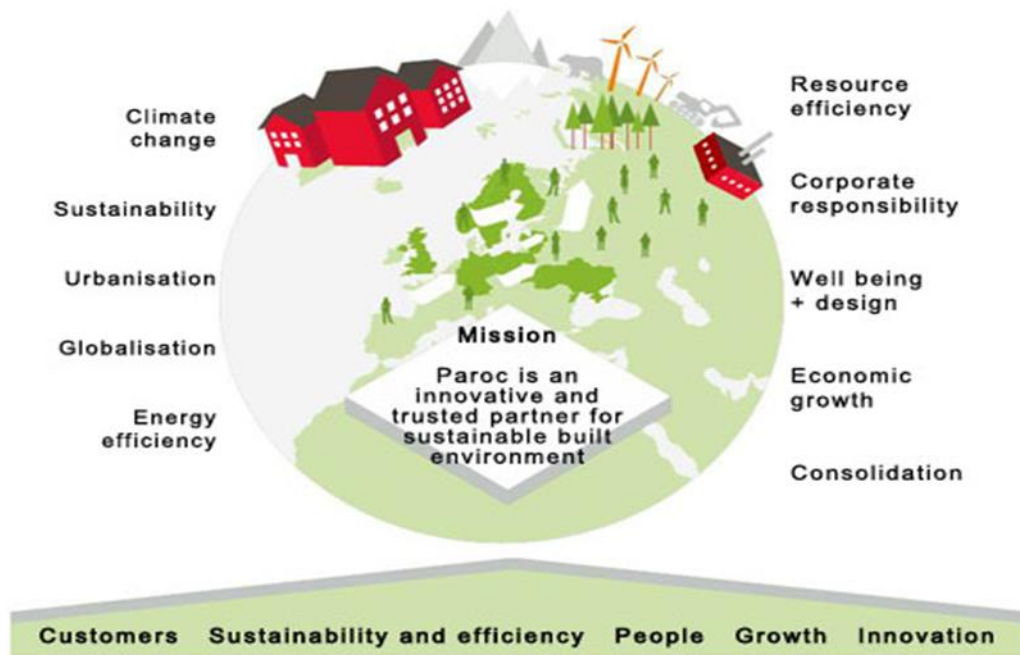 Climate
change
Sustainability
Urbanisation
Globalisation
Energy
efficiency
Mission
Paroc is an
innovative and
trusted partner for
sustainable built
environment
Resource
efficiency
Corporate
responsibility
Well being
+ design
Economic
growth
Consolidation
Customers Sustainability and efficiency People Growth Innovation